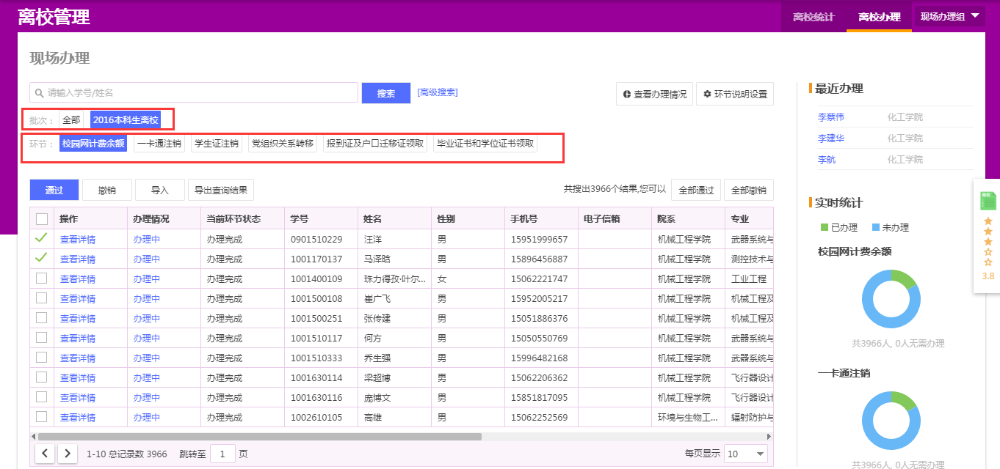 离校管理
离校统计 离校办理 现场办理组
现场办理
请输入学号/姓名 搜索 [高级搜索] 查看办理情况 环节说明设置
批次： 全部 2016本科生离校
环节： 校园网计费余额 一卡通注销 学生证注销 党组织关系转移 报到证及户口迁移证领取 毕业证书和学位证书领取
通过 撤销 导入 导出查询结果 共搜出3966个结果,您可以 全部通过 全部撤销
操作 办理情况 当前环节状态 学号 姓名 性别 手机号 电子信箱 院系 专业
查看详情 办理中 办理完成 0901510229 汪洋 男 15951999657 机械工程学院 武器系统与
查看详情 办理中 办理完成 1001170137 马泽晗 男 15896456887 机械工程学院 测控技术与
查看详情 办理中 办理完成 1001400109 珠力得孜·叶尔... 女 15062221747 机械工程学院 工业工程
查看详情 办理中 办理完成 1001500108 崔广飞 男 15952005217 机械工程学院 机械工程及
查看详情 办理中 办理完成 1001500251 张传建 男 15051886376 机械工程学院 机械工程及
查看详情 办理中 办理完成 1001510117 何方 男 15050550769 机械工程学院 武器系统与
查看详情 办理中 办理完成 1001510333 乔生强 男 15996482168 机械工程学院 武器系统与
查看详情 办理中 办理完成 1001630114 梁超博 男 15062206362 机械工程学院 飞行器设计
查看详情 办理中 办理完成 1001630116 庞博文 男 15851817095 机械工程学院 飞行器设计
查看详情 办理中 办理完成 1002610105 高雄 男 15062252569 环境与生物工... 辐射防护与
1-10 总记录数 3966 跳转至 1 页 每页显示 10
最近办理
李蔡伟 化工学院
李建华 化工学院
李航 化工学院
实时统计
已办理 未办理
校园网计费余额
共3966人, 0人无需办理
一卡通注销
共3966人, 0人无需办理
离校
3.8